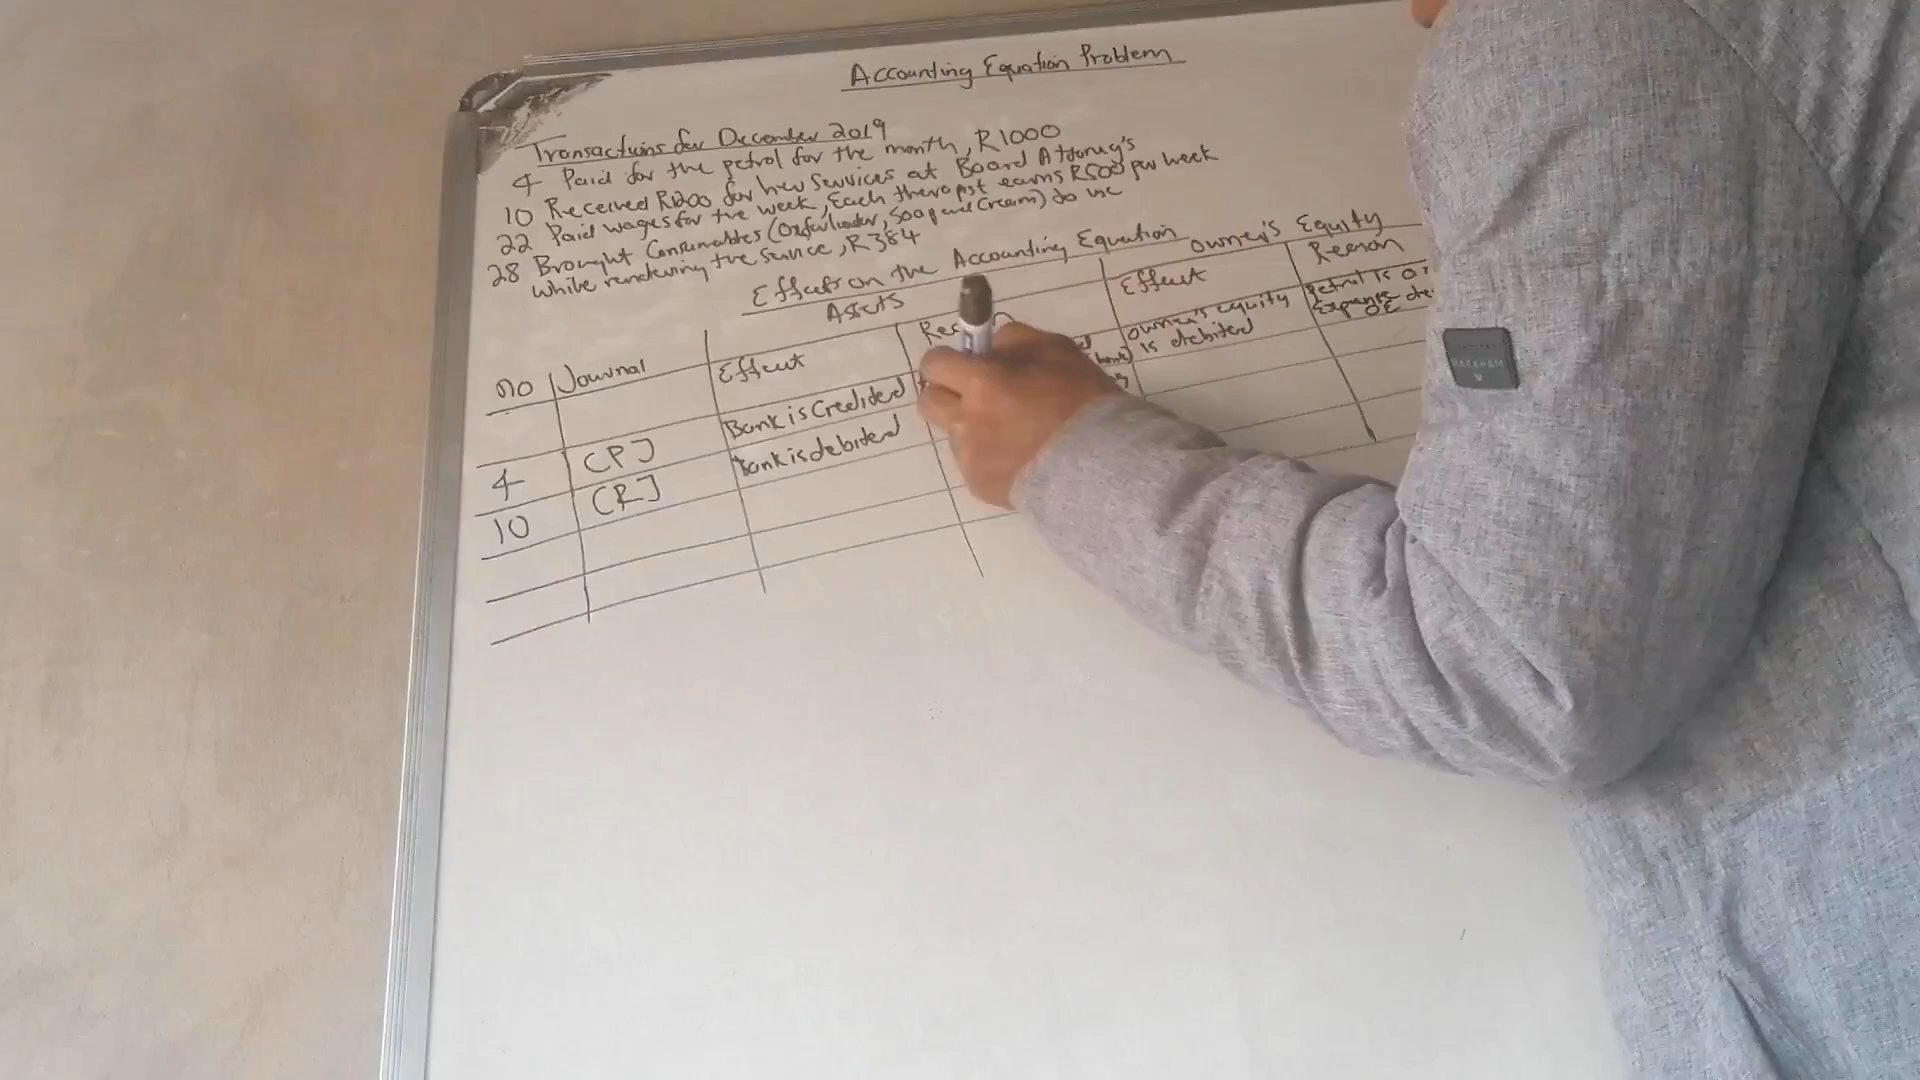 Accounting Equation Problem
Transactions for December 2019
4 Paid for the petrol for the month, R1000
10 Received R1200 for her services at Board Attorney's
22 Paid wages for the week, Each therapist earns R500 per week
28 Brought Consumables ( Soap and Cream) to use
while rendering the service, R384
Effects on the Accounting Equation
Assets Owner's Equity
no Journal Effect Effect Reason
4 CPJ Bank is Credited Owner's equity is debited Petrol is Expense OE
10 CRJ Bank is debited
MARKHAM